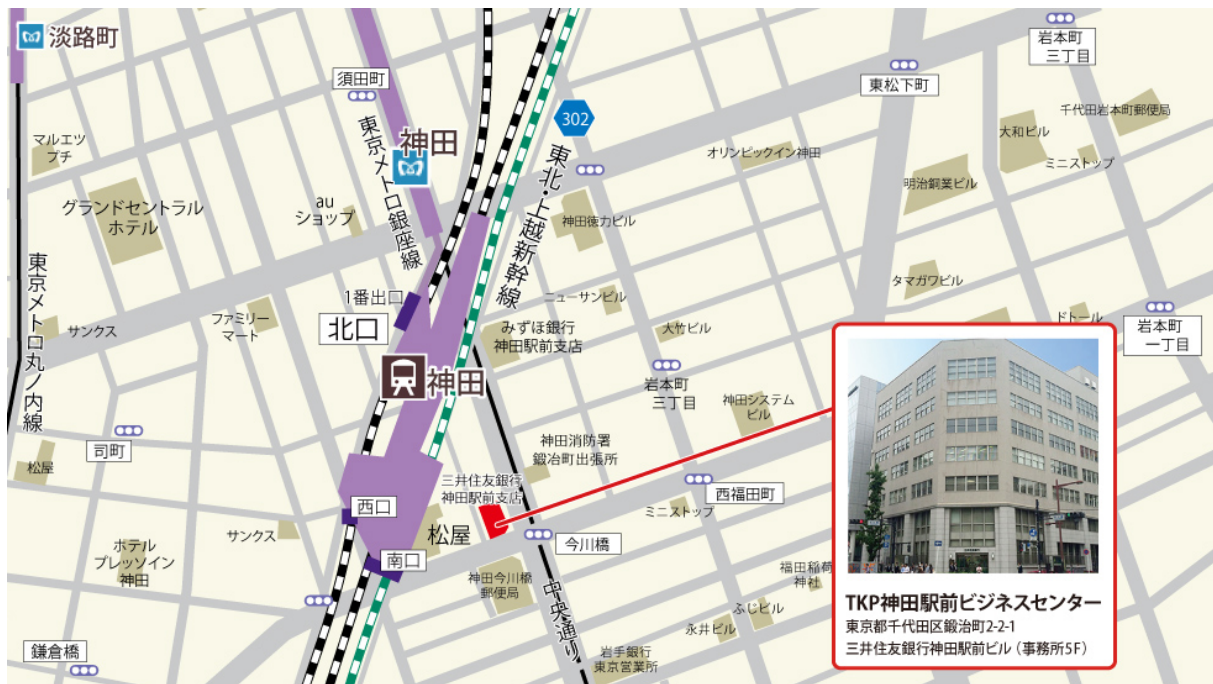 淡路町
須田町
302
東松下町
岩本町
三丁目
千代田岩本町郵便局
大和ビル
ミニストップ
マルエツ
プチ
神田
東京メトロ銀座線
東北・上越新幹線
オリンピックイン神田
明治銅業ビル
グランドセントラル
ホテル
au
ショップ
神田徳力ビル
タマガワビル
東京メトロ丸ノ内線
サンクス
ファミリー
マート
1番出口
北口
ニューサンビル
みずほ銀行
神田駅前支店
大竹ビル
ドトール
岩本町
一丁目
神田
岩本町
三丁目
神田システム
ビル
司町
松屋
神田消防署
鍛冶町出張所
三井住友銀行
神田駅前支店
西福田町
ミニストップ
西口
松屋
今川橋
サンクス
ホテル
プレッソイン
神田
南口
神田今川橋
郵便局
中央通り
福田稲荷
神社
ふじビル
永井ビル
岩手銀行
東京営業所
鎌倉橋
TKP神田駅前ビジネスセンター
東京都千代田区鍛治町2-2-1
三井住友銀行神田駅前ビル（事務所5F）